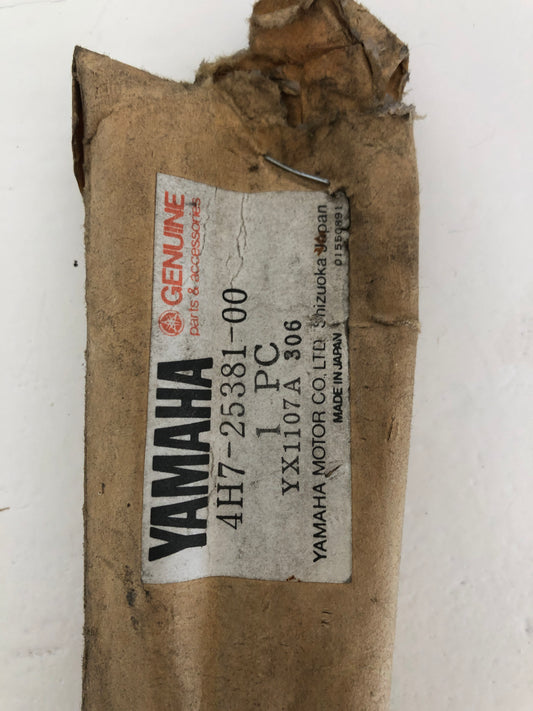 YAMAHA GENUINE
parts & accessories
4H7-25381-00
1 PC
YX1107A 306
YAMAHA MOTOR CO., LTD. Shizuoka Japan
MADE IN JAPAN 01550891